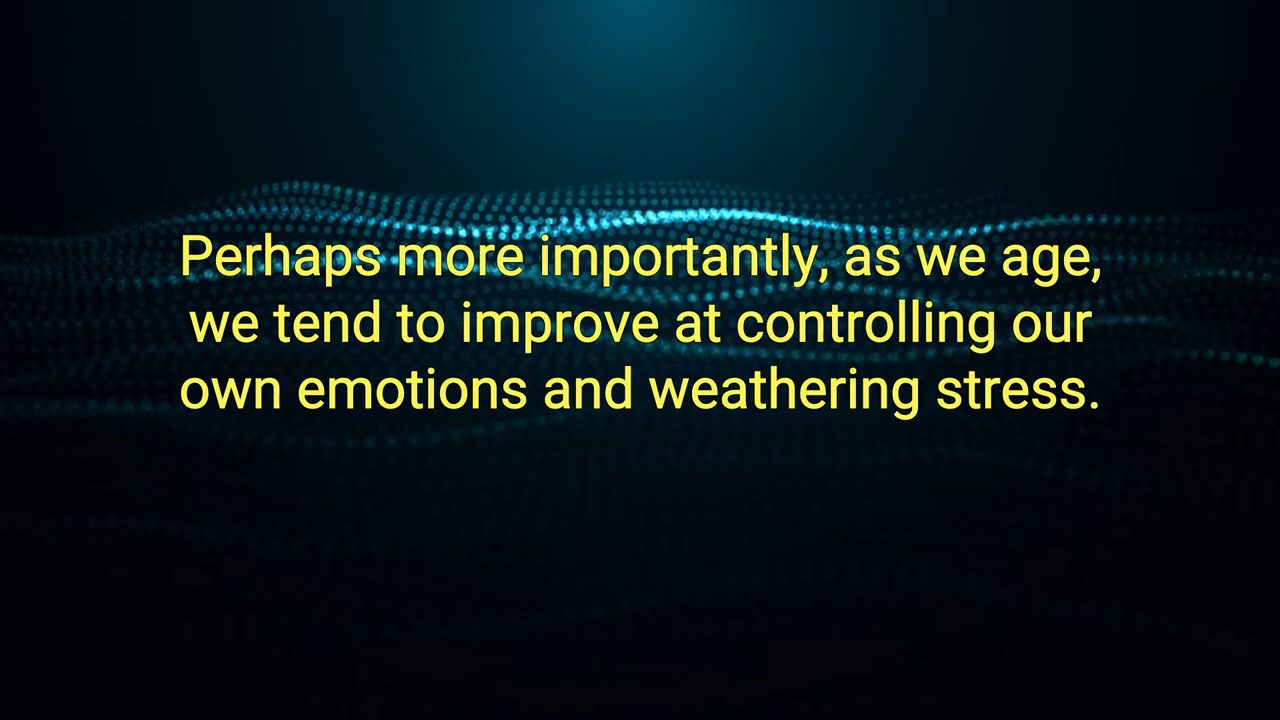 Perhaps more importantly, as we age,
we tend to improve at controlling our
own emotions and weathering stress.